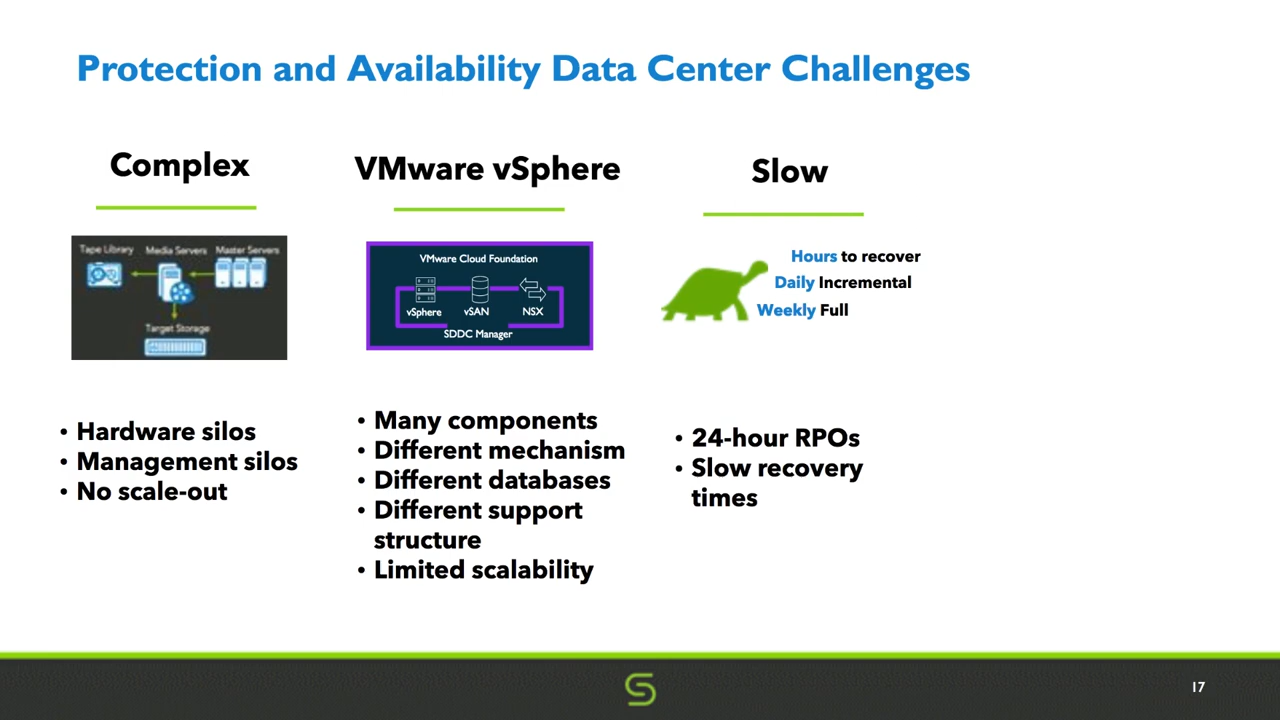 Protection and Availability Data Center Challenges
Complex
Tape Library Media Servers Master Servers
Target Storage
• Hardware silos
• Management silos
• No scale-out
VMware vSphere
VMware Cloud Foundation
vSphere vSAN NSX
SDDC Manager
• Many components
• Different mechanism
• Different databases
• Different support
structure
• Limited scalability
Slow
Hours to recover
Daily Incremental
Weekly Full
• 24-hour RPOs
• Slow recovery
times
17